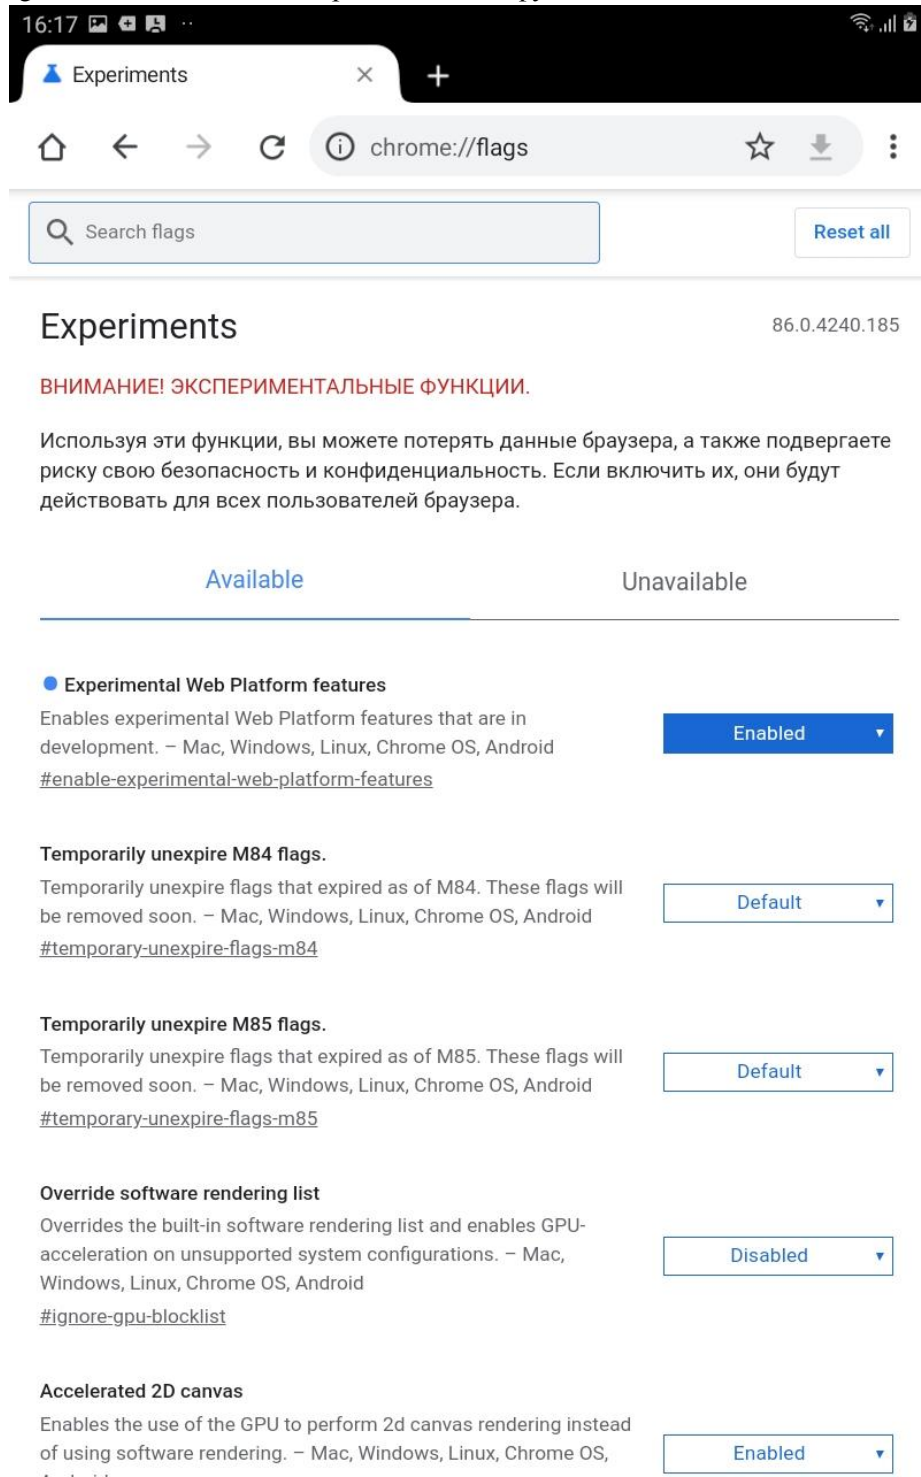 16:17
Experiments
chrome://flags
Search flags
Reset all
Experiments
86.0.4240.185
ВНИМАНИЕ! ЭКСПЕРИМЕНТАЛЬНЫЕ ФУНКЦИИ.
Используя эти функции, вы можете потерять данные браузера, а также подвергаете
риску свою безопасность и конфиденциальность. Если включить их, они будут
действовать для всех пользователей браузера.
Available
Unavailable
Experimental Web Platform features
Enables experimental Web Platform features that are in
development. – Mac, Windows, Linux, Chrome OS, Android
#enable-experimental-web-platform-features
Enabled
Temporarily unexpire M84 flags.
Temporarily unexpire flags that expired as of M84. These flags will
be removed soon. – Mac, Windows, Linux, Chrome OS, Android
#temporary-unexpire-flags-m84
Default
Temporarily unexpire M85 flags.
Temporarily unexpire flags that expired as of M85. These flags will
be removed soon. – Mac, Windows, Linux, Chrome OS, Android
#temporary-unexpire-flags-m85
Default
Override software rendering list
Overrides the built-in software rendering list and enables GPU-
acceleration on unsupported system configurations. – Mac,
Windows, Linux, Chrome OS, Android
#ignore-gpu-blocklist
Disabled
Accelerated 2D canvas
Enables the use of the GPU to perform 2d canvas rendering instead
of using software rendering. – Mac, Windows, Linux, Chrome OS,
Enabled